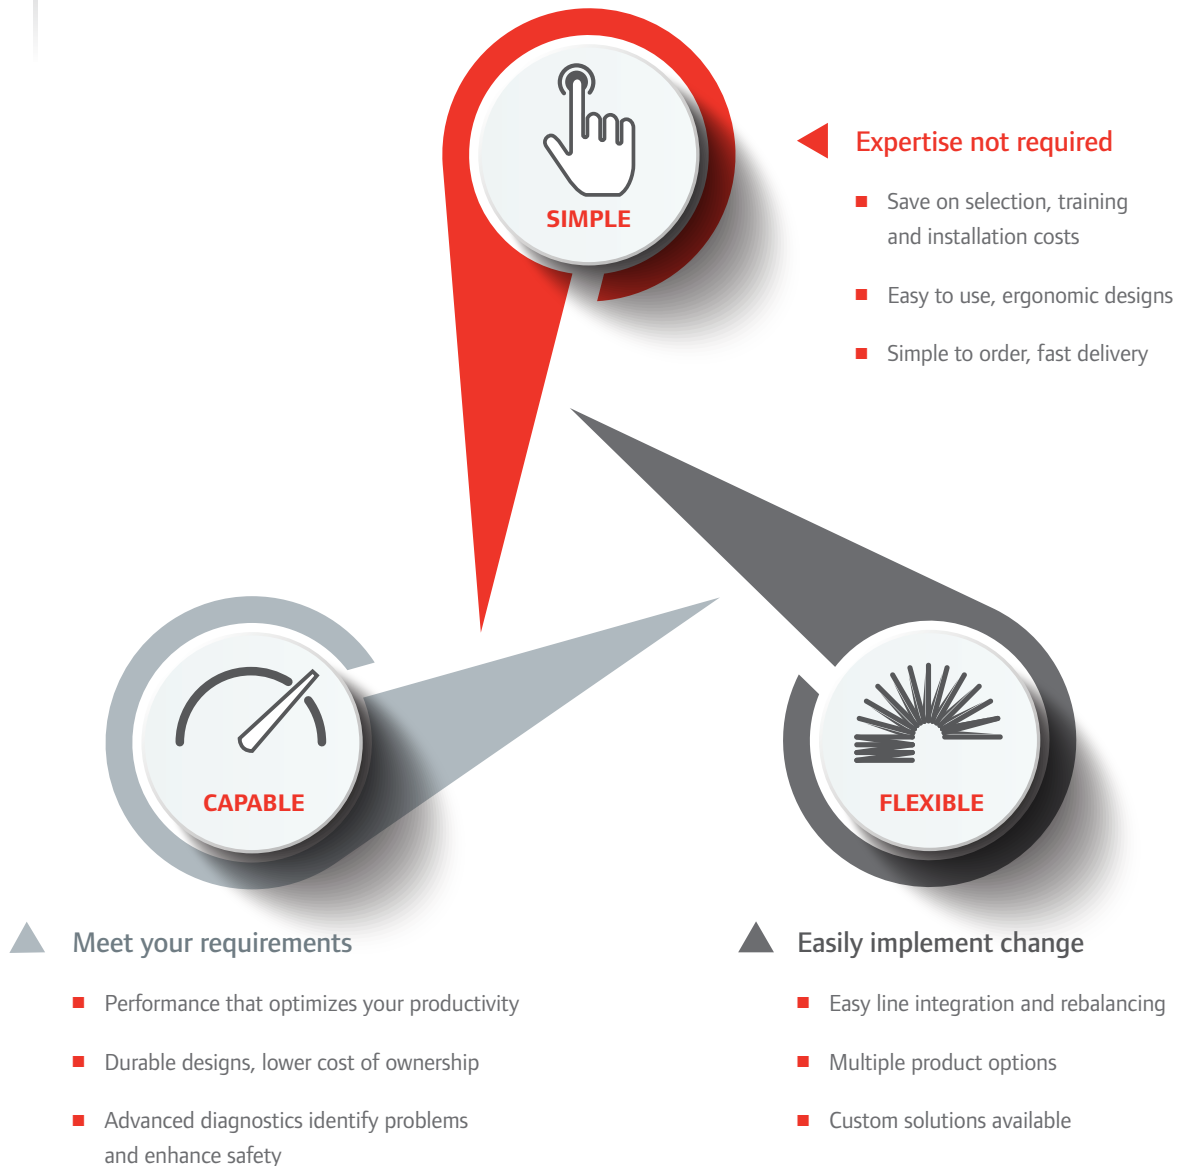 SIMPLE
Expertise not required
Save on selection, training
and installation costs
Easy to use, ergonomic designs
Simple to order, fast delivery
CAPABLE
FLEXIBLE
Meet your requirements
Performance that optimizes your productivity
Durable designs, lower cost of ownership
Advanced diagnostics identify problems
and enhance safety
Easily implement change
Easy line integration and rebalancing
Multiple product options
Custom solutions available